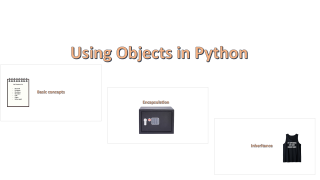 Using Objects in Python
Basic concepts
Encapsulation
Inheritance